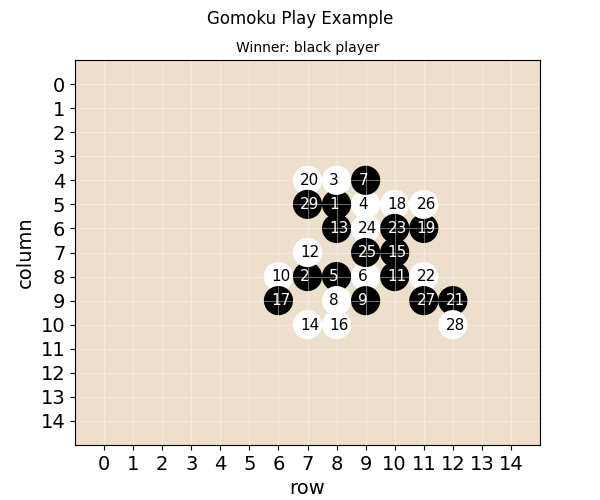 Gomoku Play Example
Winner: black player
column
0
1
2
3
4 20 3 7
5 29 1 4 18 26
6 13 24 23 19
7 12 25 15
8 10 2 5 6 11 22
9 17 8 9 27 21
10 14 16 28
11
12
13
14
0 1 2 3 4 5 6 7 8 9 10 11 12 13 14
row